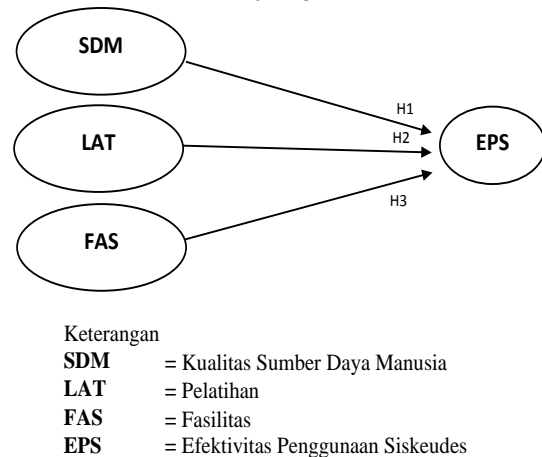 SDM
H1
H2
LAT
EPS
H3
FAS
Keterangan
SDM = Kualitas Sumber Daya Manusia
LAT = Pelatihan
FAS = Fasilitas
EPS = Efektivitas Penggunaan Siskeudes